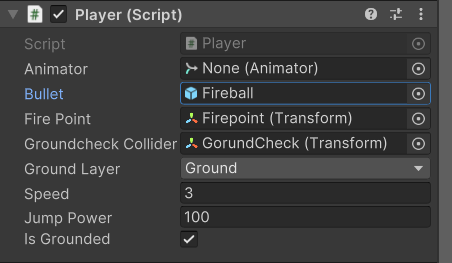 # Player (Script)
Script # Player
Animator None (Animator)
Bullet Fireball
Fire Point Firepoint (Transform)
Groundcheck Collider GorundCheck (Transform)
Ground Layer Ground
Speed 3
Jump Power 100
Is Grounded